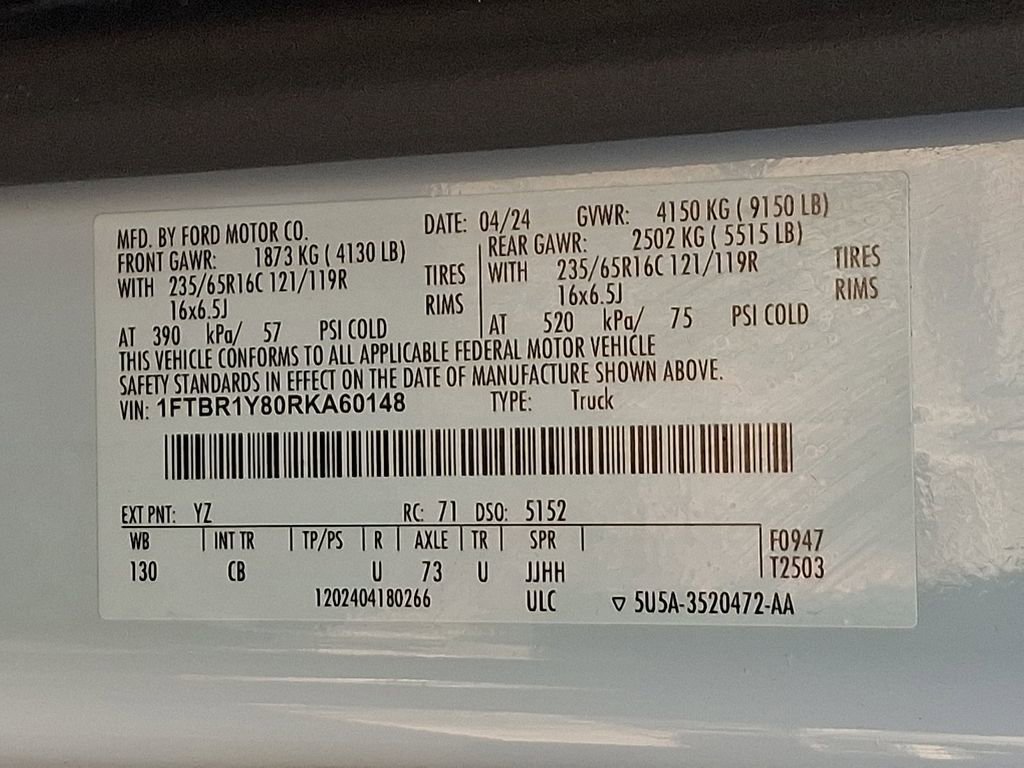 MFD. BY FORD MOTOR CO. DATE: 04/24 GVWR: 4150 KG ( 9150 LB)
FRONT GAWR: 1873 KG ( 4130 LB) REAR GAWR: 2502 KG ( 5515 LB)
WITH 235/65R16C 121/119R TIRES WITH 235/65R16C 121/119R TIRES
16x6.5J RIMS 16x6.5J RIMS
AT 390 kPa/ 57 PSI COLD AT 520 kPa/ 75 PSI COLD
THIS VEHICLE CONFORMS TO ALL APPLICABLE FEDERAL MOTOR VEHICLE
SAFETY STANDARDS IN EFFECT ON THE DATE OF MANUFACTURE SHOWN ABOVE.
VIN: 1FTBR1Y80RKA60148 TYPE: Truck
EXT PNT: YZ RC: 71 DSO: 5152
WB INT TR TP/PS R AXLE TR SPR F0947
130 CB U 73 U JJHH T2503
1202404180266 ULC ▽ 5U5A-3520472-AA